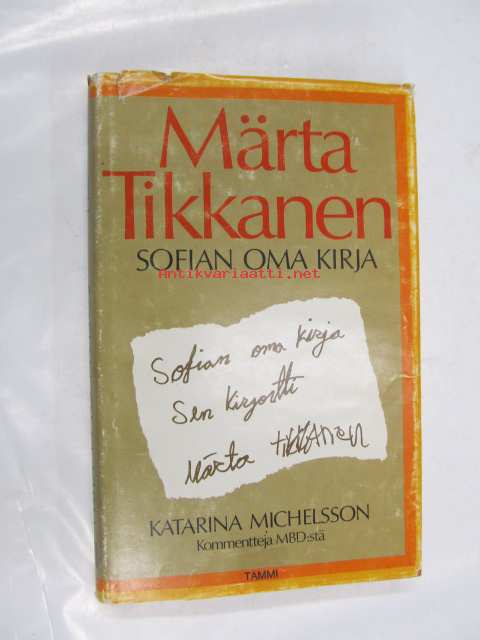 Märta
Tikkanen
SOFIAN OMA KIRJA
Antikvariaatti.net
Sofian oma kirja
Sen kirjoitti
Märta TIKKANEN
KATARINA MICHELSSON
Kommentteja MBD:stä
TAMMI